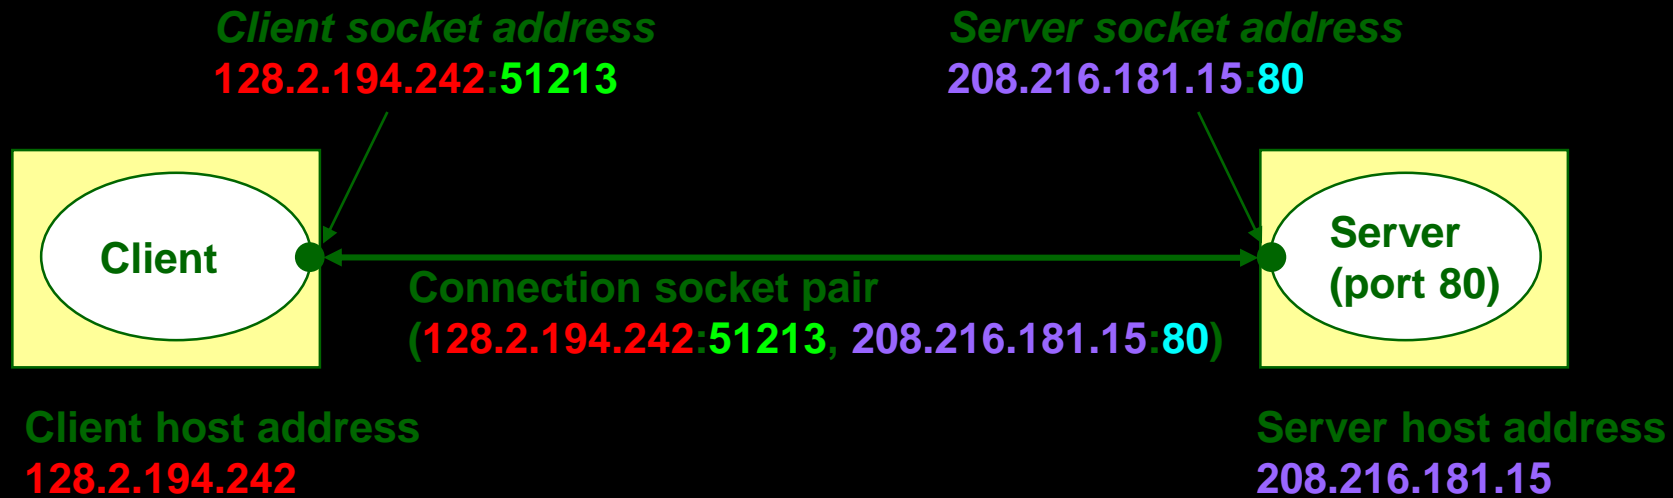 Client socket address
128.2.194.242:51213
Server socket address
208.216.181.15:80
Client
Server
(port 80)
Connection socket pair
(128.2.194.242:51213, 208.216.181.15:80)
Client host address
128.2.194.242
Server host address
208.216.181.15